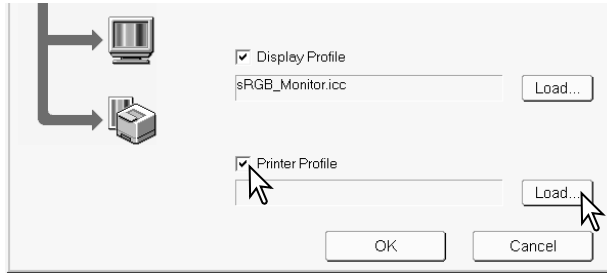 Display Profile
sRGB_Monitor.icc
Load...
Printer Profile
Load...
OK
Cancel